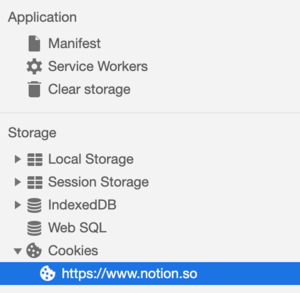 Application
Manifest
Service Workers
Clear storage
Storage
Local Storage
Session Storage
IndexedDB
Web SQL
Cookies
https://www.notion.so